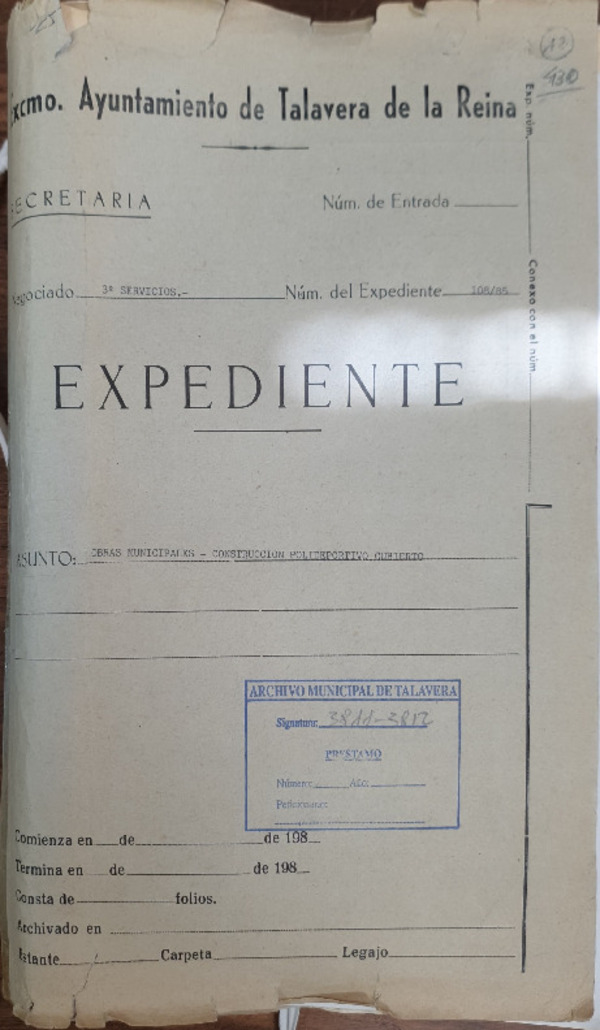 12
430
Excmo. Ayuntamiento de Talavera de la Reina
Exp. núm.
SECRETARIA
Núm. de Entrada
Negociado 3º SERVICIOS.- Núm. del Expediente 108/85
Conexo con el núm.
EXPEDIENTE
ASUNTO: OBRAS MUNICIPALES - CONSTRUCCION POLIDEPORTIVO CUBIERTO
ARCHIVO MUNICIPAL DE TALAVERA
Signatura: 3811-3812
PRESTAMO
Número: Año:
Peticionario:
Comienza en de de 198
Termina en de de 198
Consta de folios.
Archivado en
Estante Carpeta Legajo